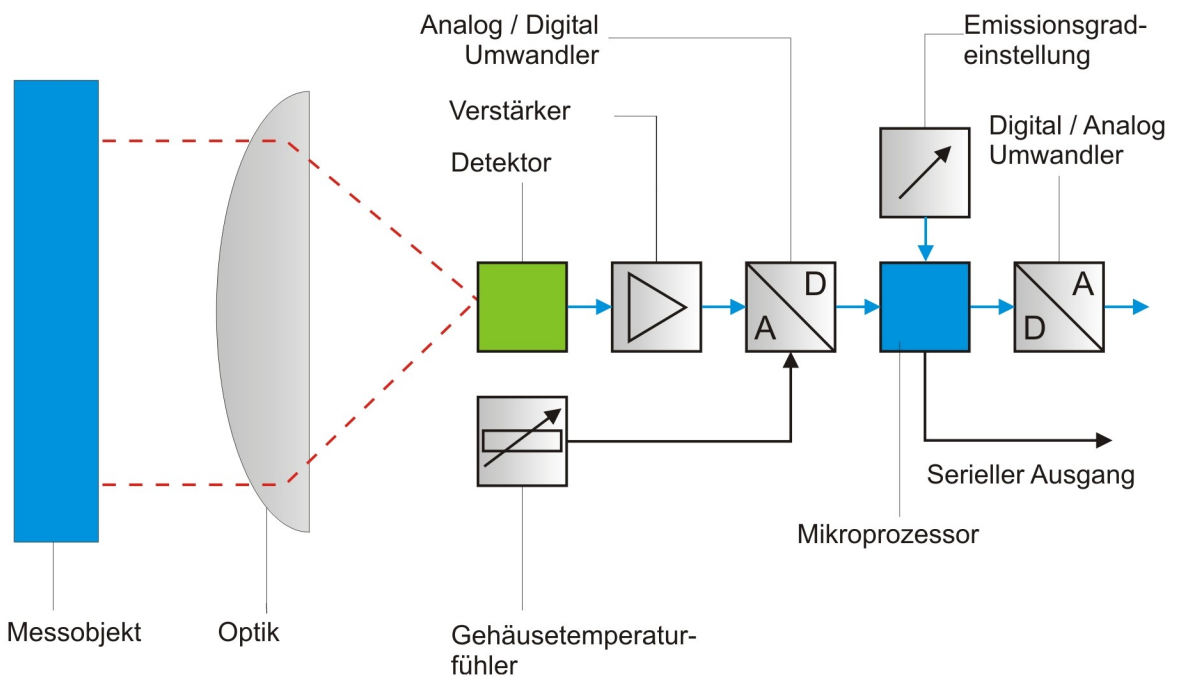 Analog / Digital
Umwandler
Emissionsgrad-
einstellung
Verstärker
Digital / Analog
Umwandler
Detektor
D
A
A
D
Serieller Ausgang
Mikroprozessor
Messobjekt
Optik
Gehäusetemperatur-
fühler